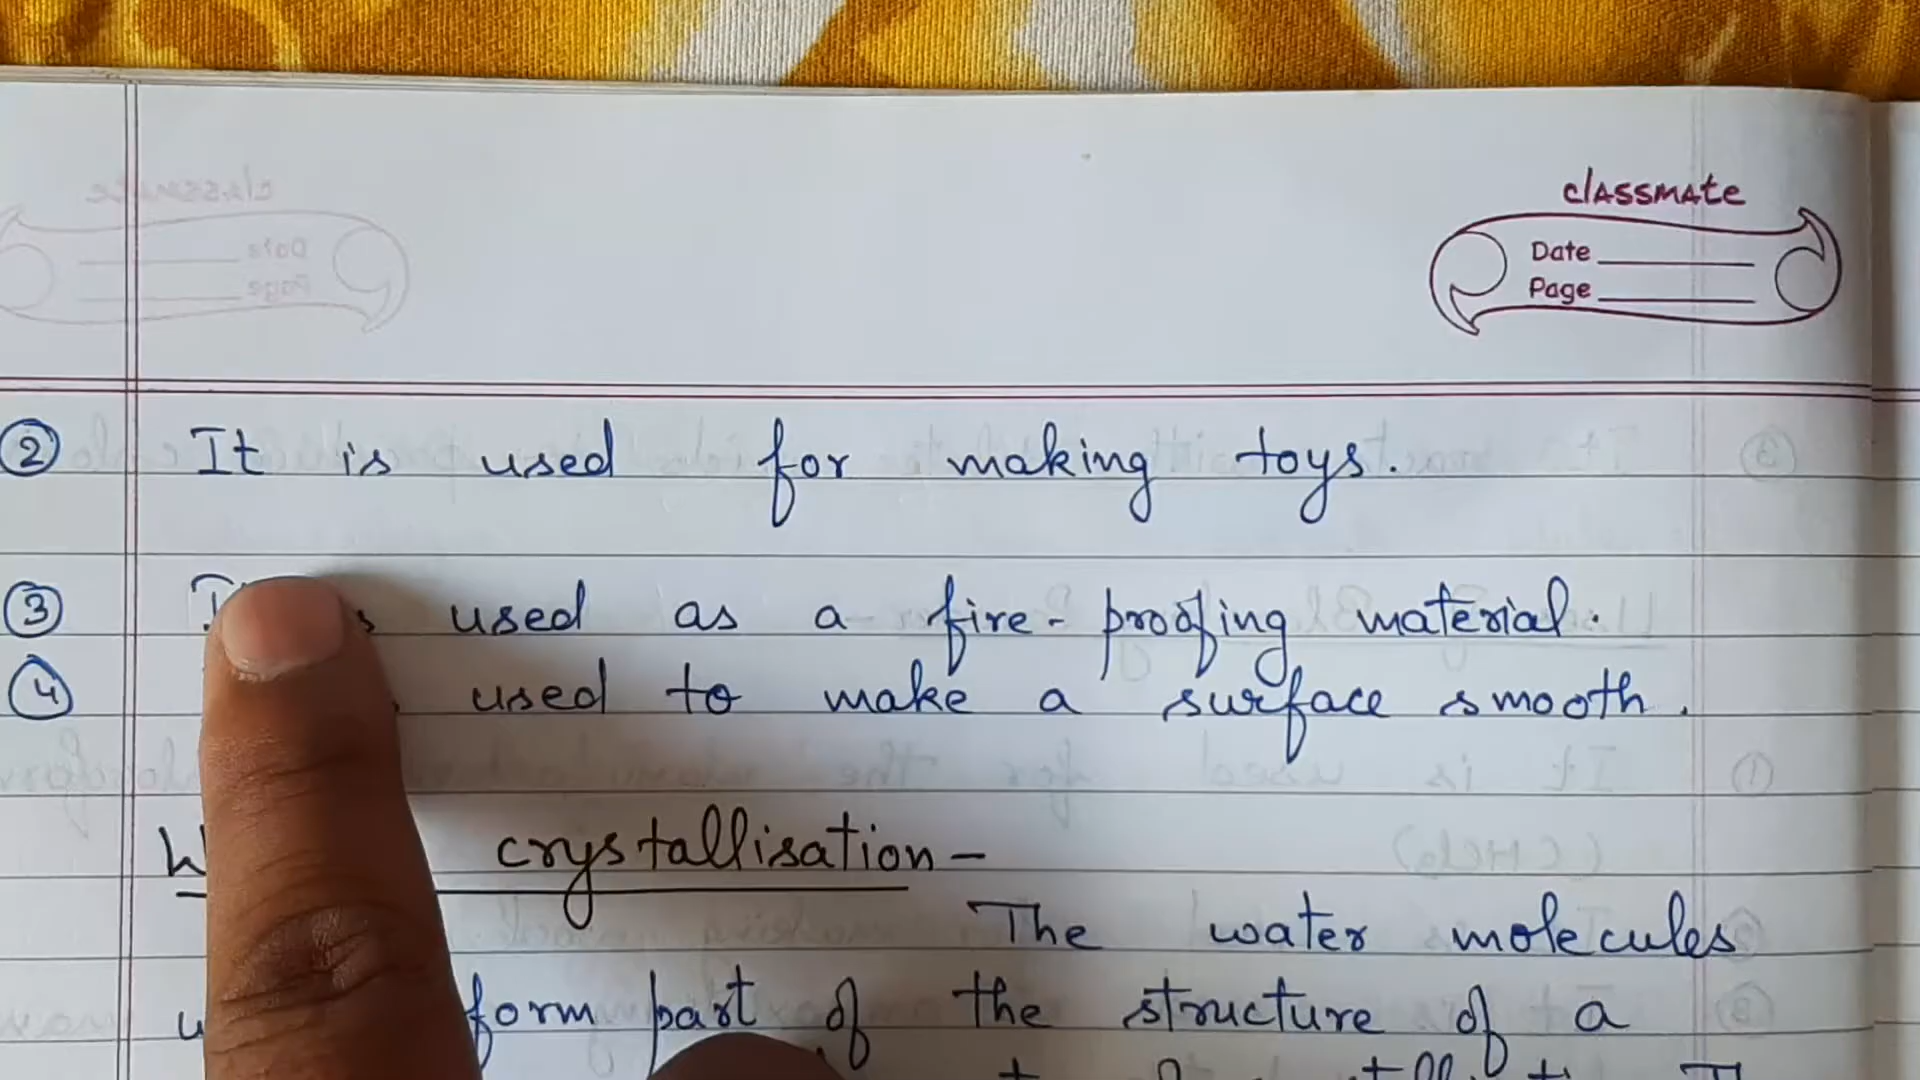 classmate
Date
Page
② It is used for making toys.
③ used as a fire-proofing material.
④ used to make a surface smooth.
crystallisation-
The water molecules
form part of the structure of a